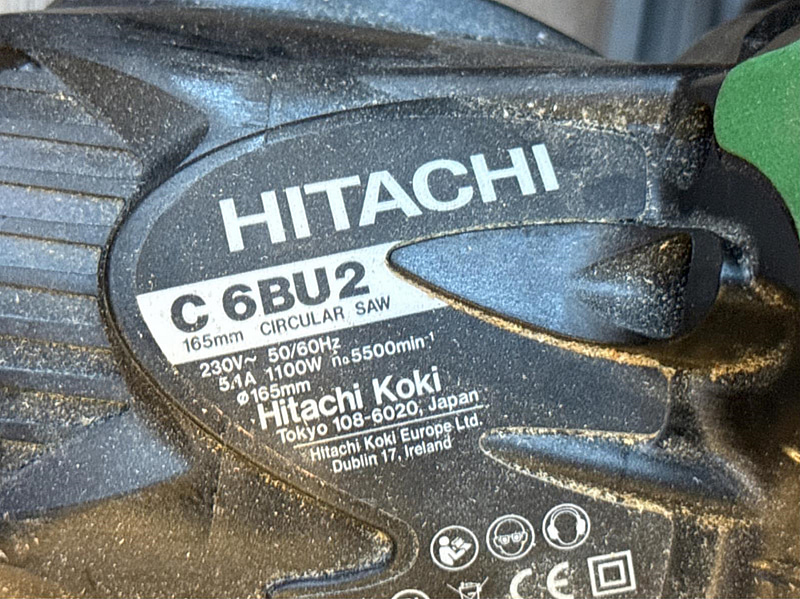 HITACHI
C 6BU2
165mm CIRCULAR SAW
230V~ 50/60Hz
5.1A 1100W n₀5500min⁻¹
ø165mm
Hitachi Koki
Tokyo 108-6020, Japan
Hitachi Koki Europe Ltd.
Dublin 17, Ireland
CE